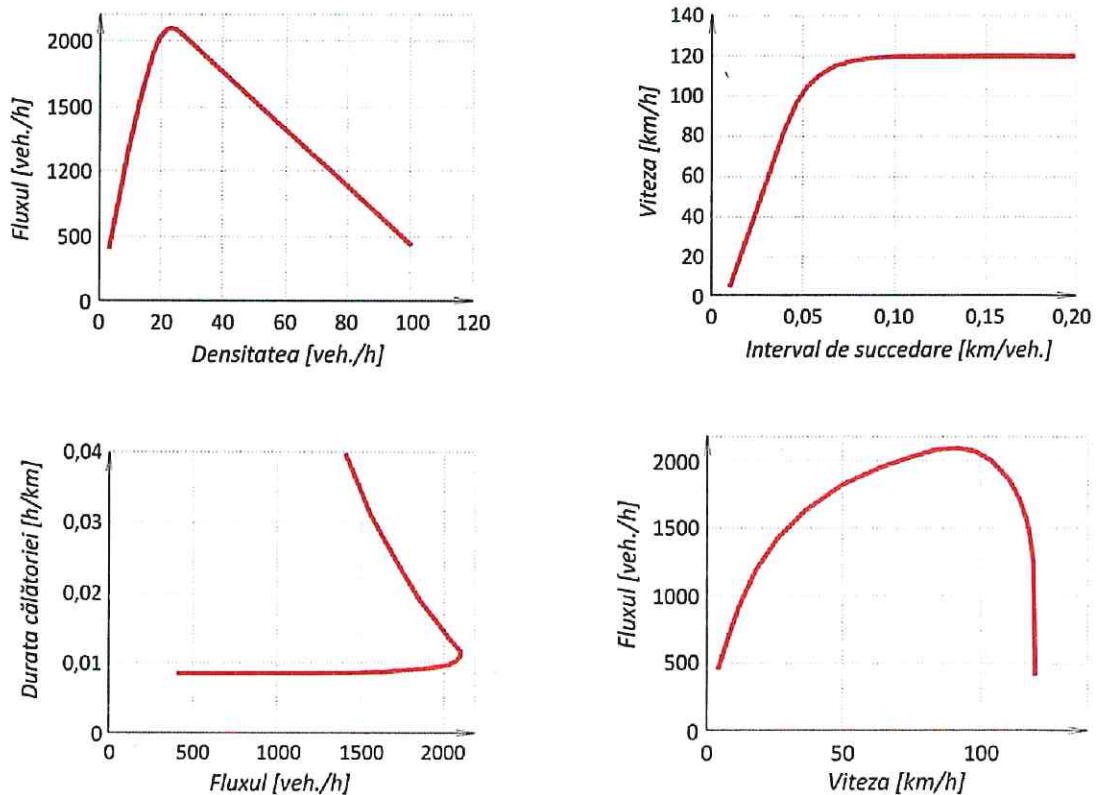 Fluxul [veh./h]
2000
1500
1200
500
0
0 20 40 60 80 100 120
Densitatea [veh./h]
Viteza [km/h]
140
120
100
80
60
40
20
0
0 0,05 0,10 0,15 0,20
Interval de succedare [km/veh.]
Durata călătoriei [h/km]
0,04
0,03
0,02
0,01
0
0 500 1000 1500 2000
Fluxul [veh./h]
Fluxul [veh./h]
2000
1500
1000
500
0
0 50 100
Viteza [km/h]